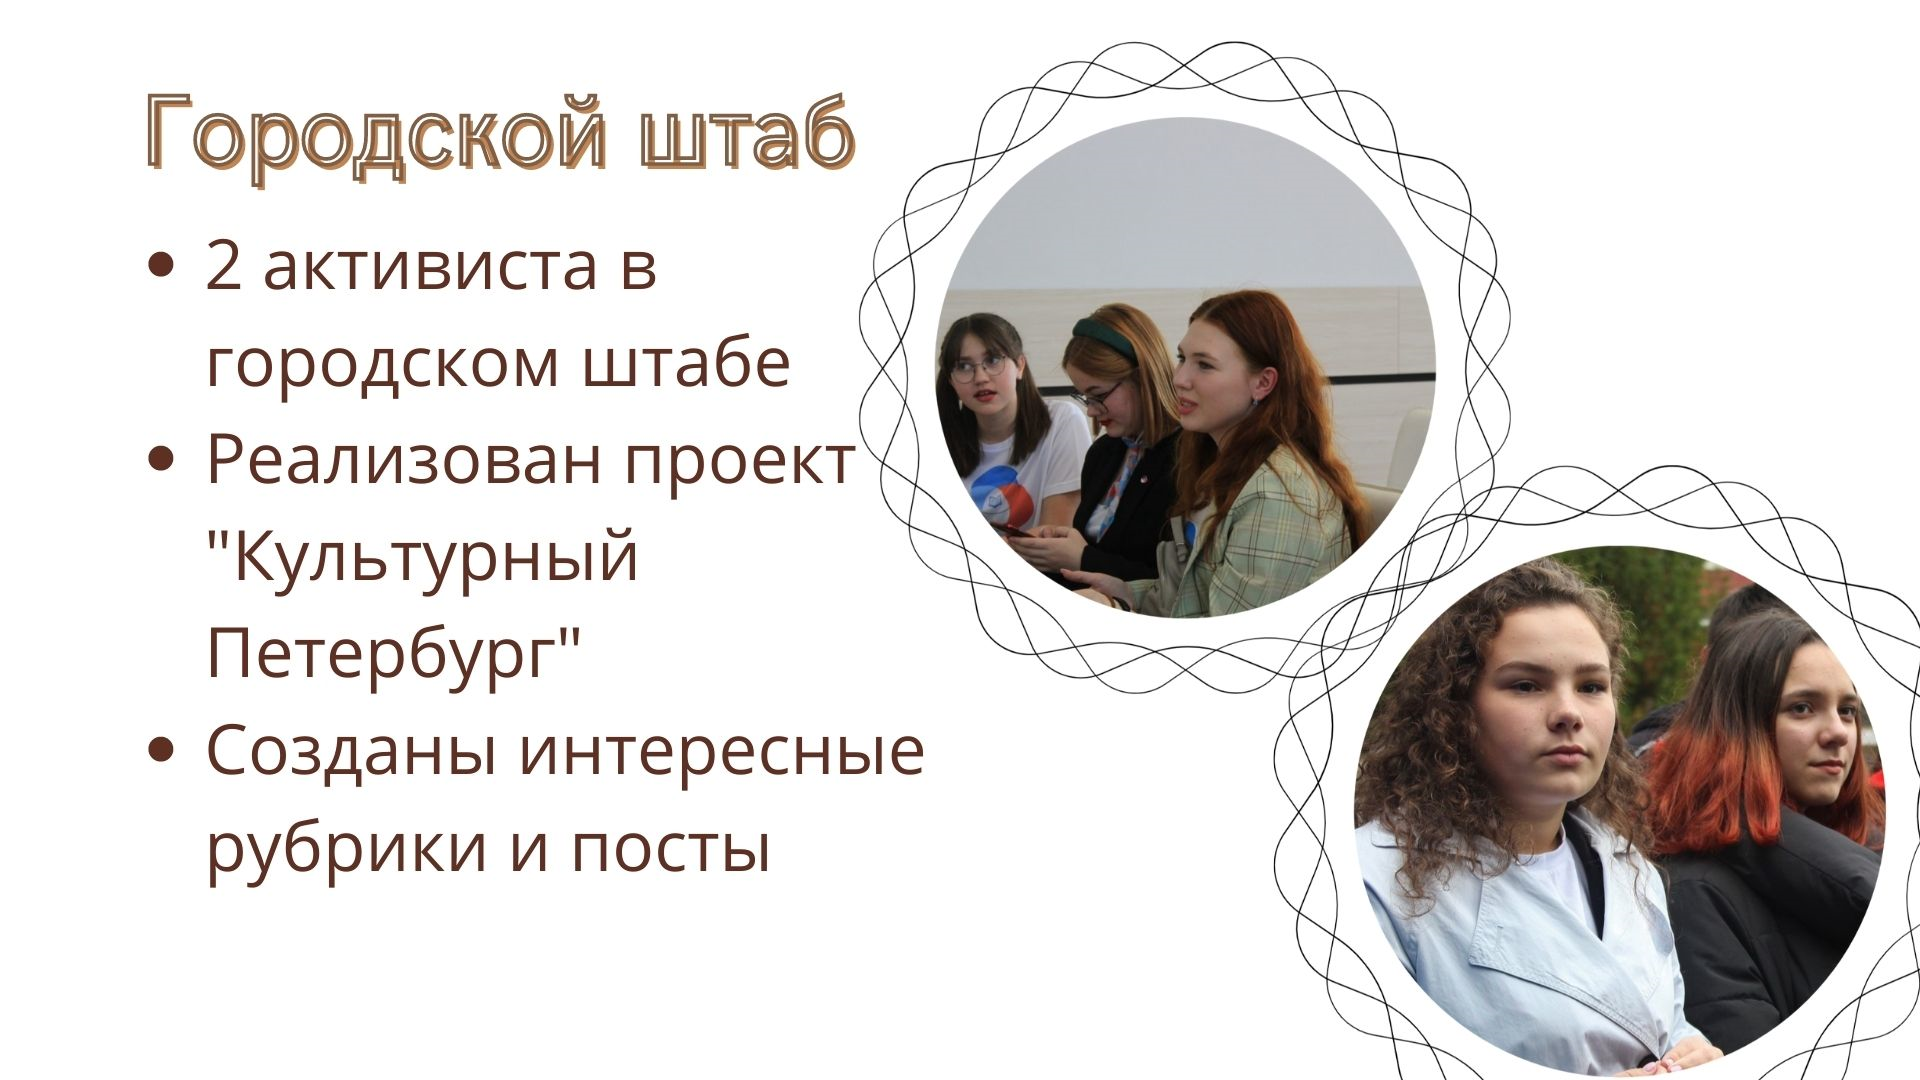 Городской штаб
• 2 активиста в
городском штабе
• Реализован проект
"Культурный
Петербург"
• Созданы интересные
рубрики и посты